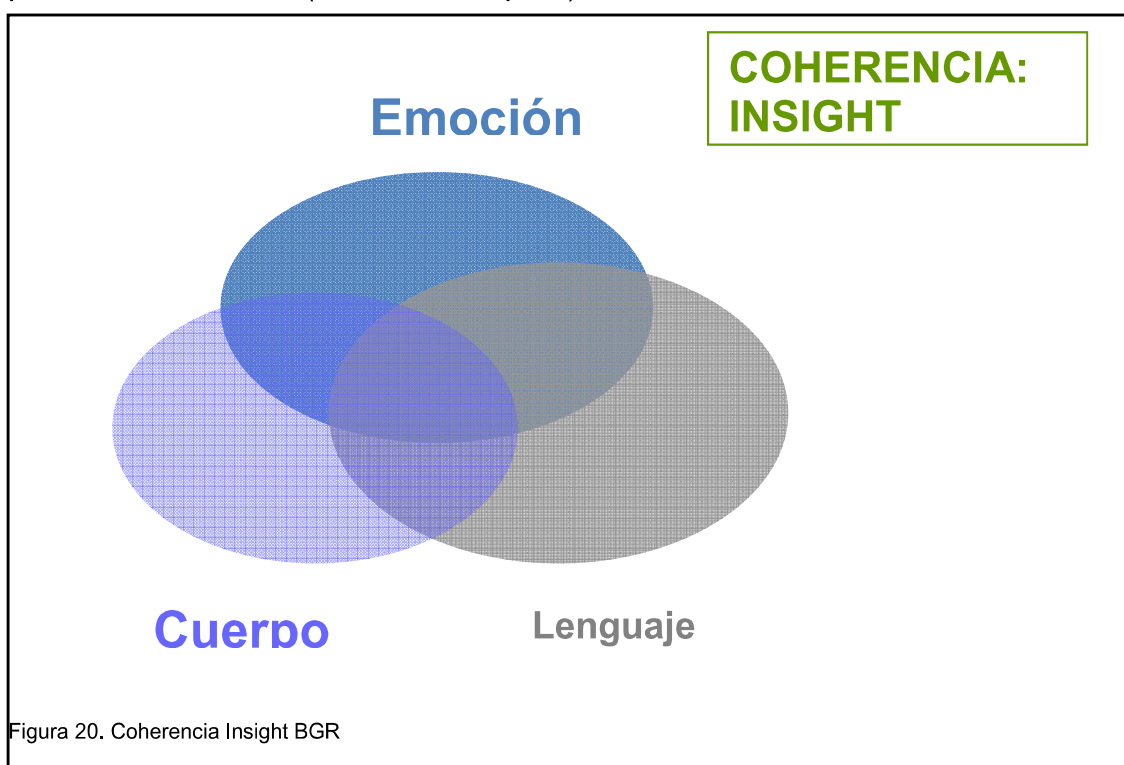 COHERENCIA:
INSIGHT
Emoción
Cuerpo
Lenguaje
Figura 20. Coherencia Insight BGR